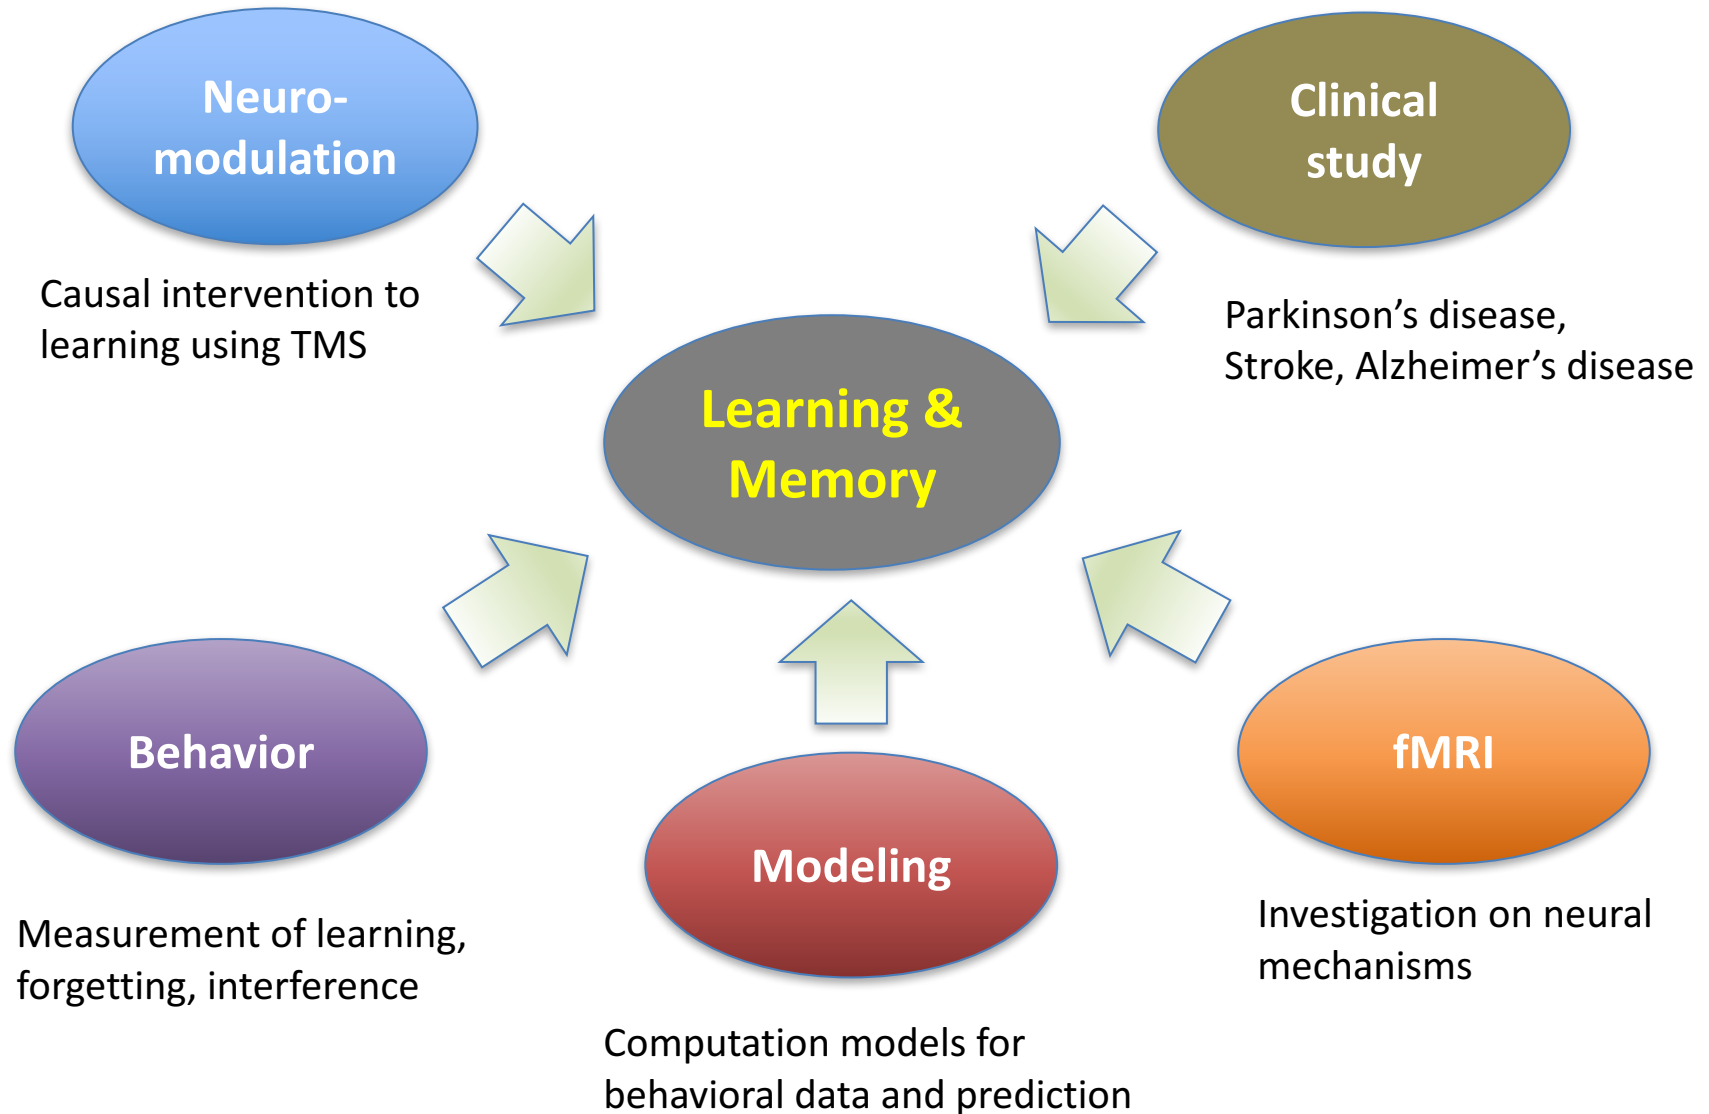 Neuro-
modulation
Causal intervention to
learning using TMS
Clinical
study
Parkinson’s disease,
Stroke, Alzheimer’s disease
Learning &
Memory
Behavior
Measurement of learning,
forgetting, interference
Modeling
Computation models for
behavioral data and prediction
fMRI
Investigation on neural
mechanisms